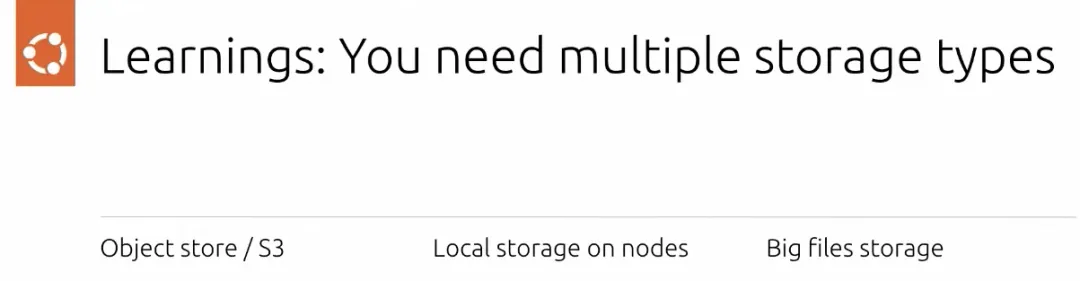 Learnings: You need multiple storage types
Object store / S3
Local storage on nodes
Big files storage